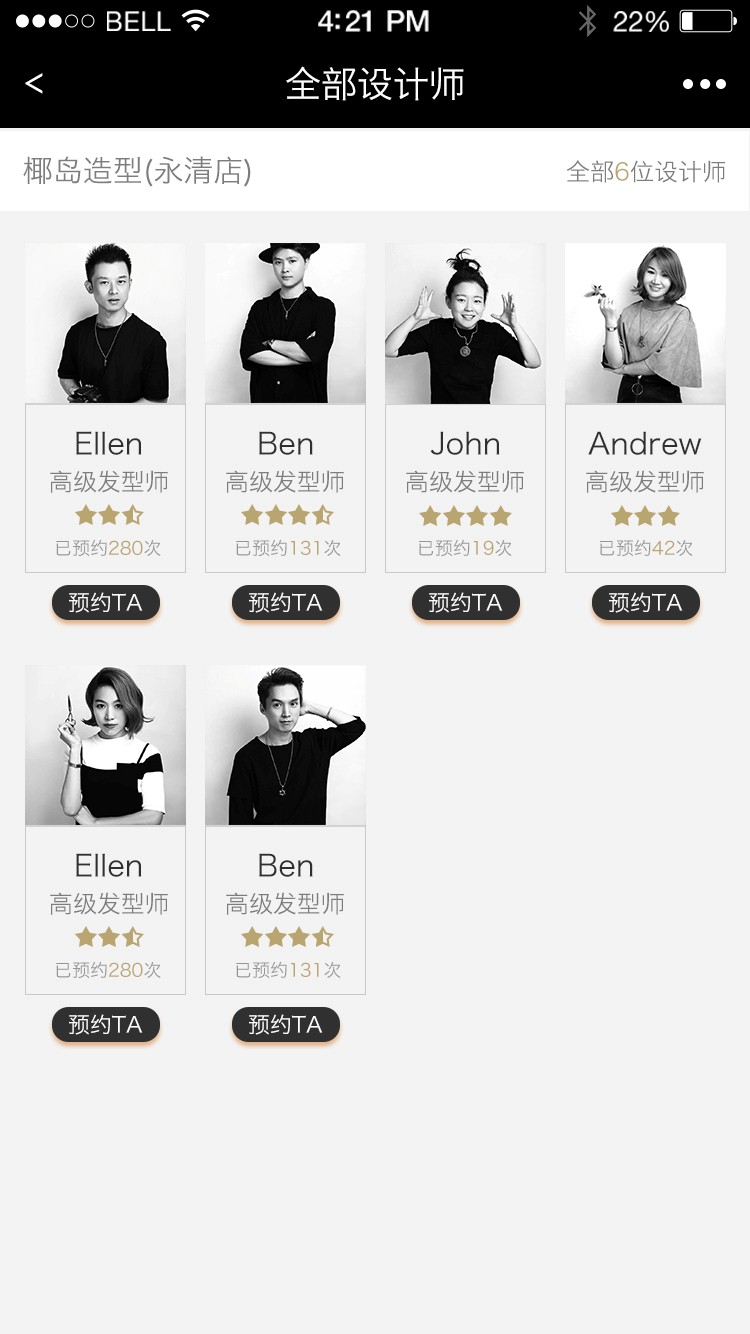 BELL 4:21 PM 22%
< 全部设计师
椰岛造型(永清店) 全部6位设计师
Ellen Ben John Andrew
高级发型师 高级发型师 高级发型师 高级发型师
已预约280次 已预约131次 已预约19次 已预约42次
预约TA 预约TA 预约TA 预约TA
Ellen Ben
高级发型师 高级发型师
已预约280次 已预约131次
预约TA 预约TA